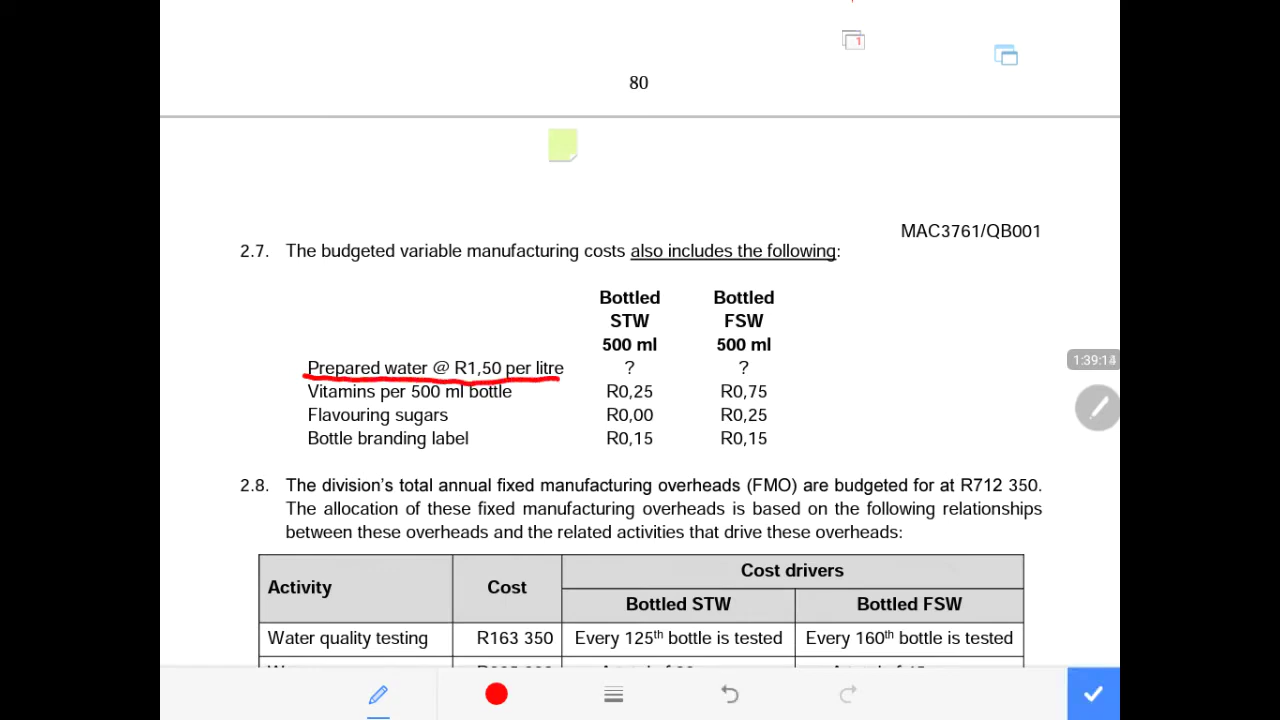 1
80
MAC3761/QB001
2.7. The budgeted variable manufacturing costs also includes the following:
Bottled Bottled
STW FSW
500 ml 500 ml
Prepared water @ R1,50 per litre ? ?
Vitamins per 500 ml bottle R0,25 R0,75
Flavouring sugars R0,00 R0,25
Bottle branding label R0,15 R0,15
1:39:14
2.8. The division's total annual fixed manufacturing overheads (FMO) are budgeted for at R712 350.
The allocation of these fixed manufacturing overheads is based on the following relationships
between these overheads and the related activities that drive these overheads:
Activity Cost Cost drivers
Bottled STW Bottled FSW
Water quality testing R163 350 Every 125th bottle is tested Every 160th bottle is tested